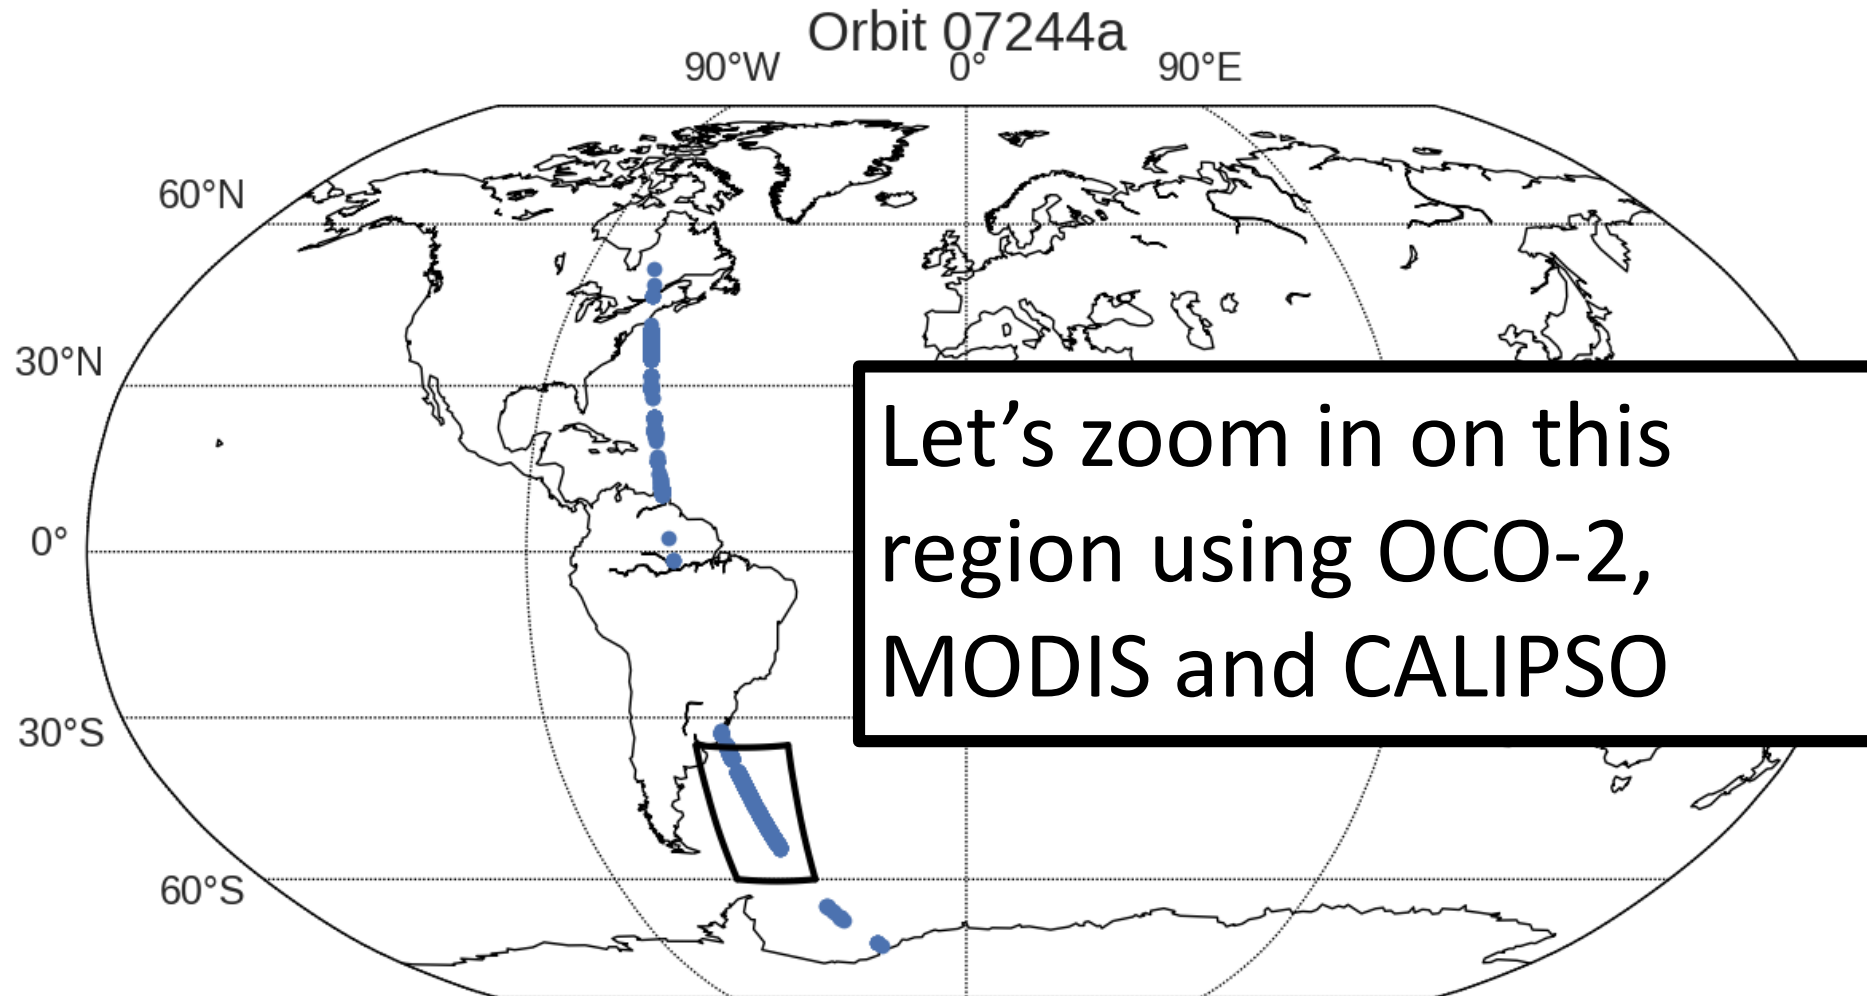 Orbit 07244a
90°W 0° 90°E
60°N
30°N
Let’s zoom in on this
region using OCO-2,
0°
MODIS and CALIPSO
30°S
60°S